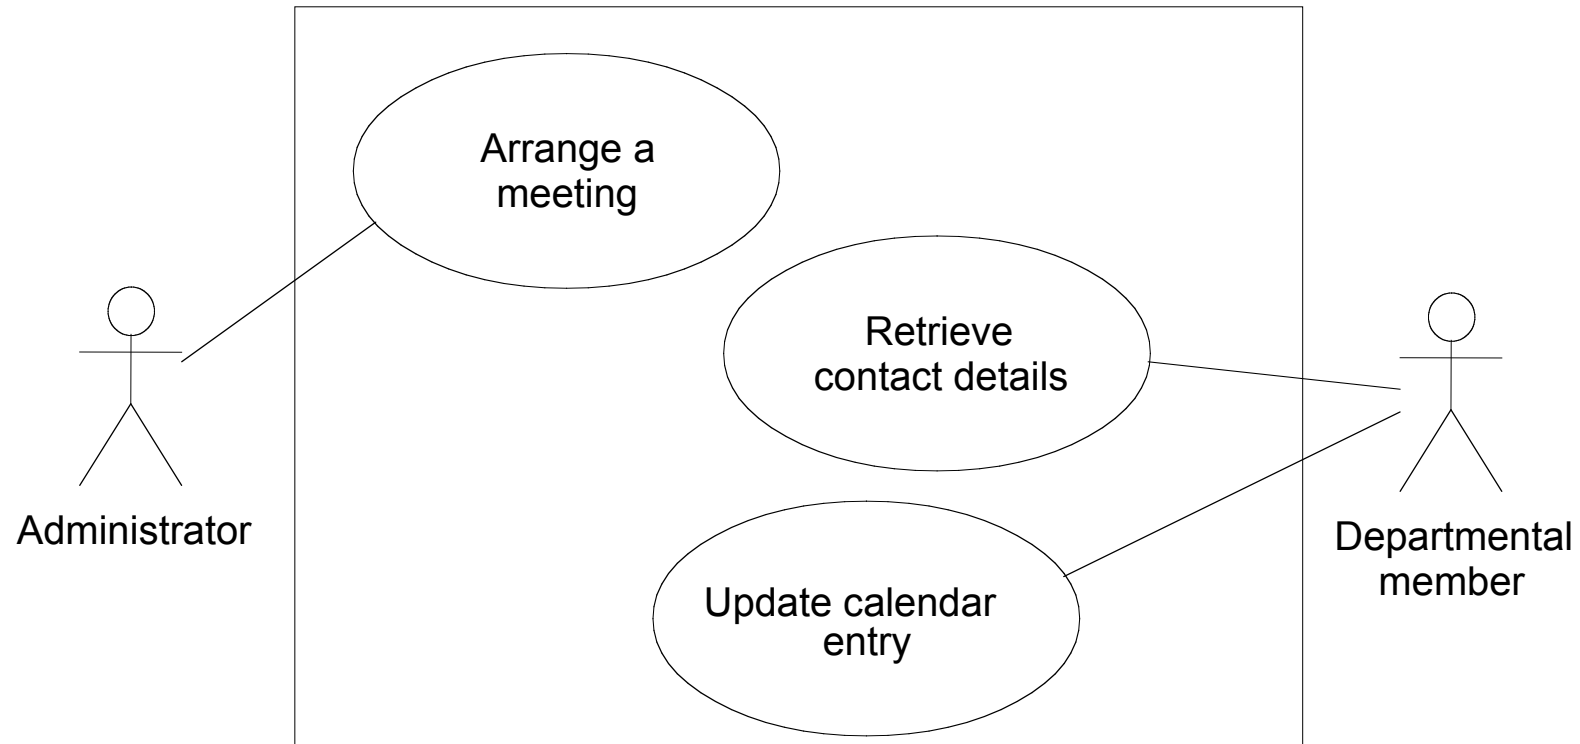 Arrange a
meeting
Retrieve
contact details
Administrator
Departmental
member
Update calendar
entry